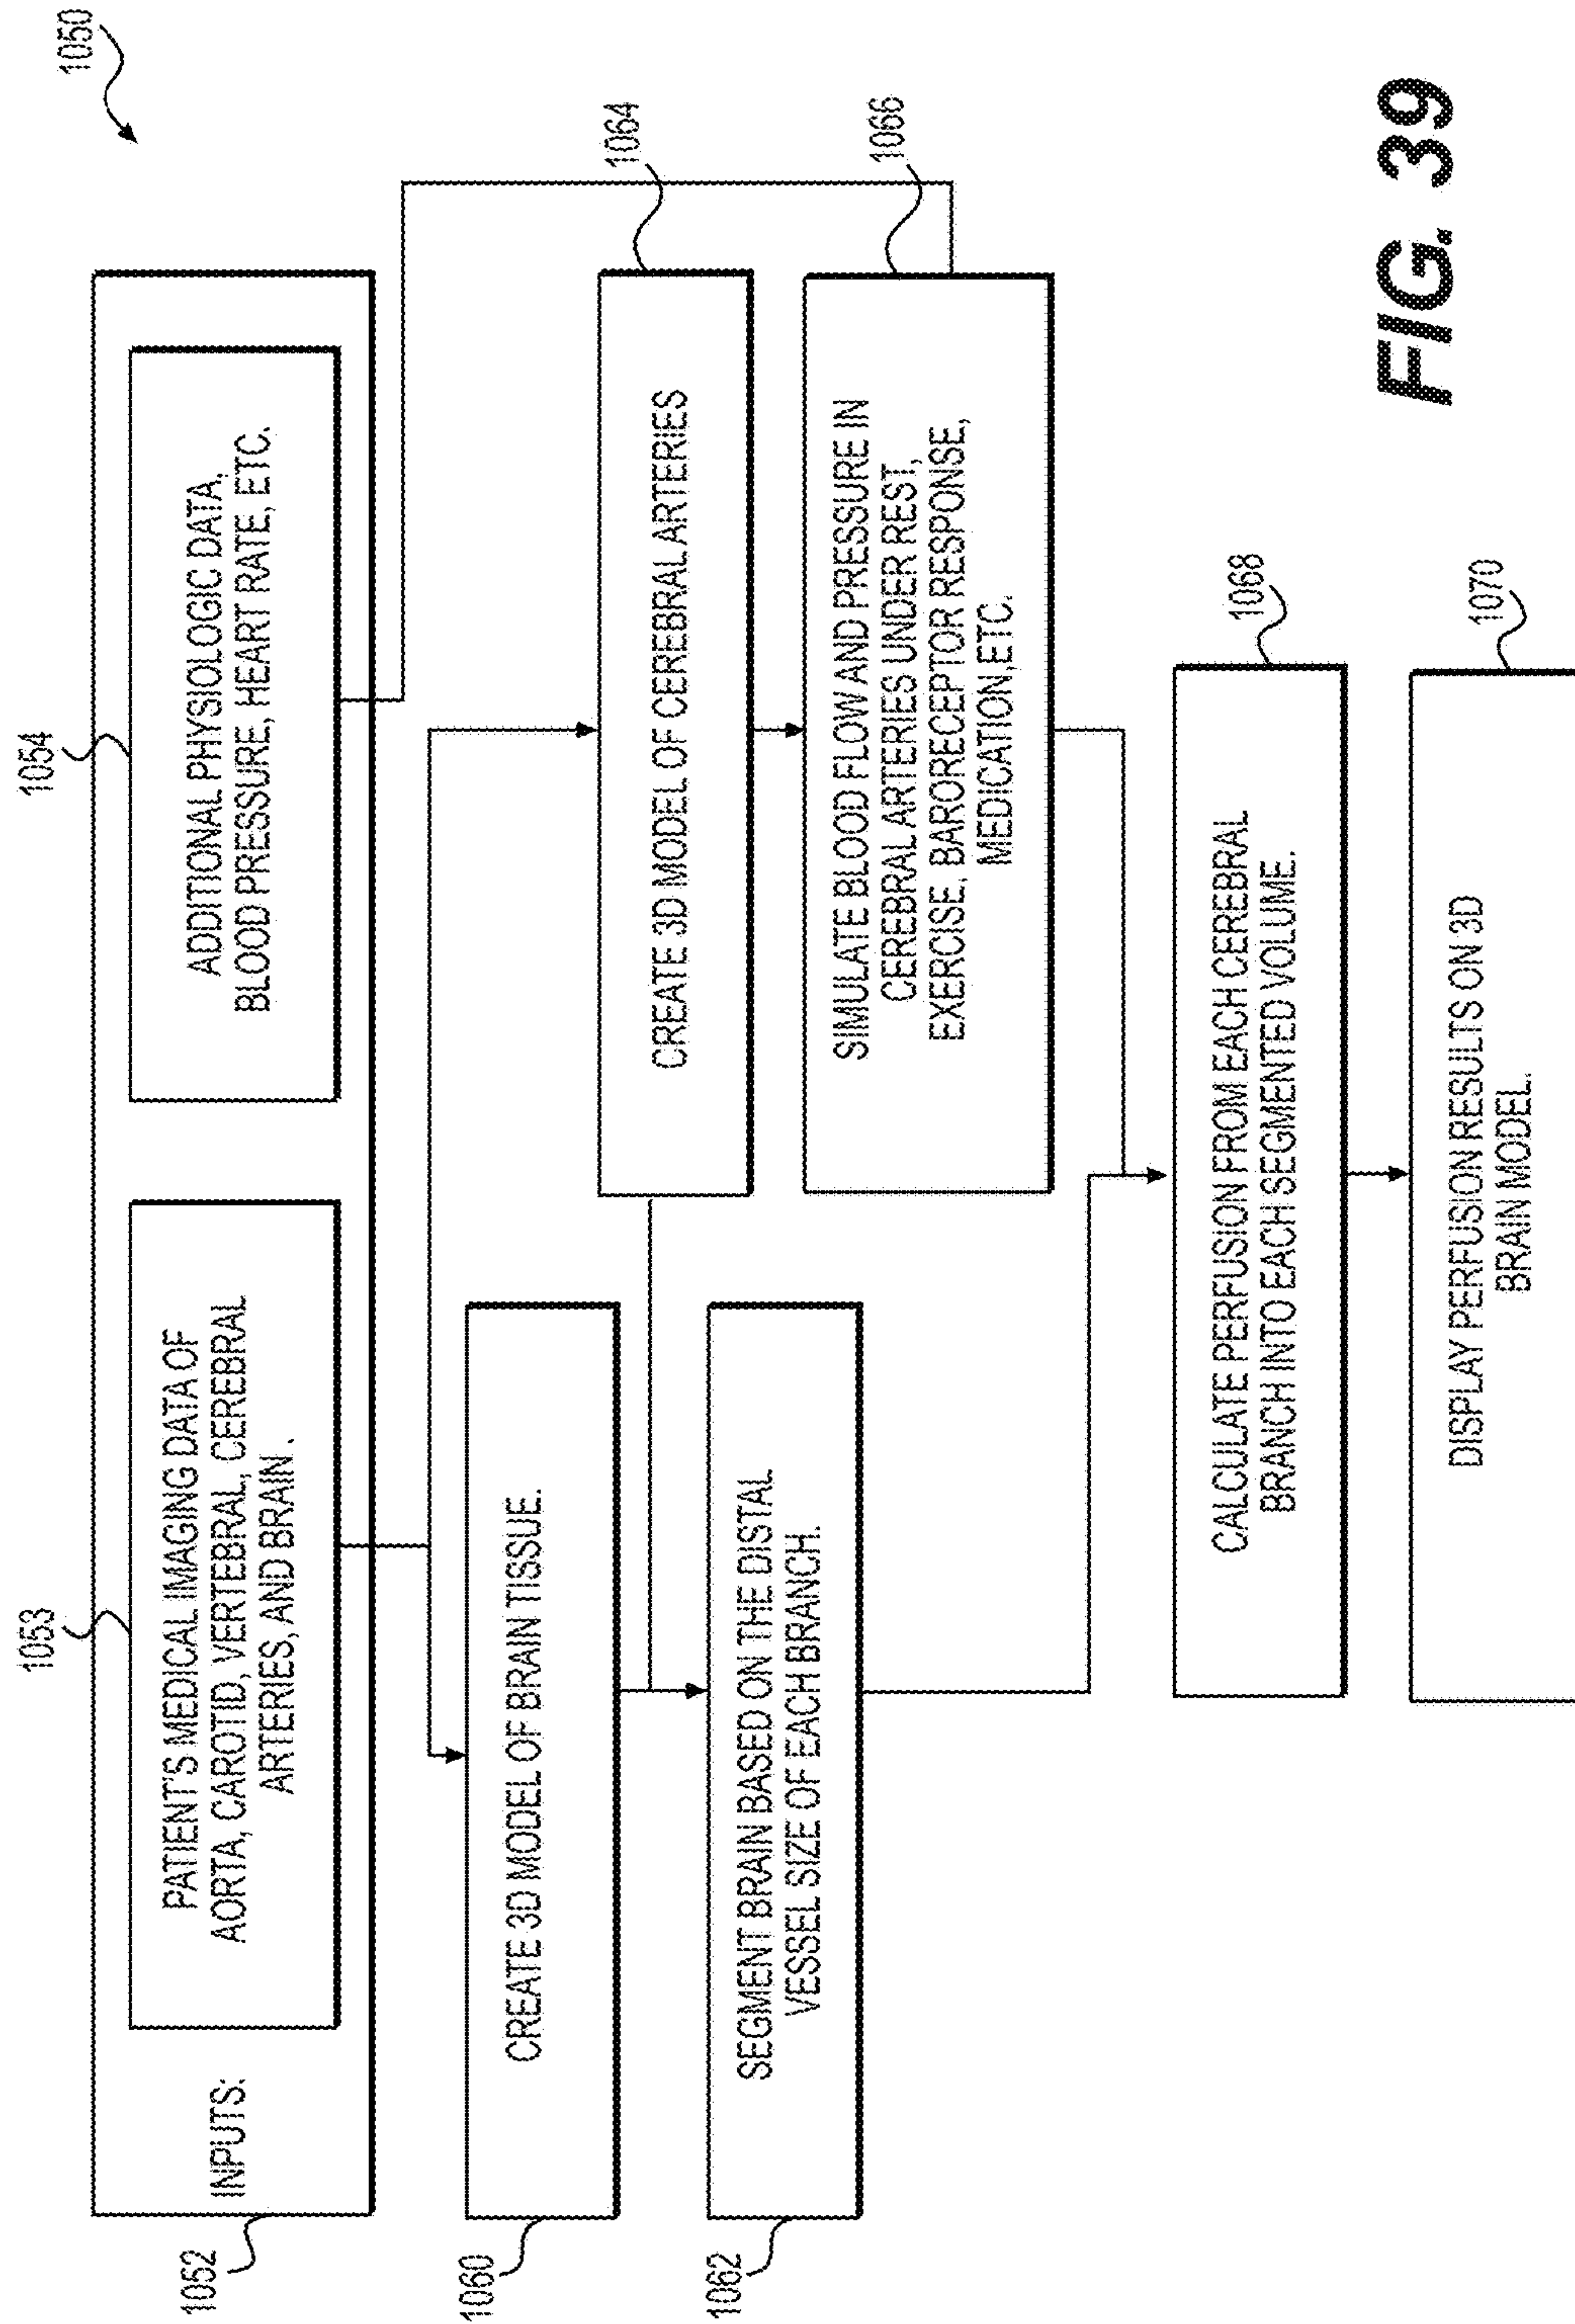 1050
1052
INPUTS:
1053
PATIENT'S MEDICAL IMAGING DATA OF
AORTA, CAROTID, VERTEBRAL, CEREBRAL
ARTERIES, AND BRAIN.
1054
ADDITIONAL PHYSIOLOGIC DATA,
BLOOD PRESSURE, HEART RATE, ETC.
1060
CREATE 3D MODEL OF BRAIN TISSUE.
1064
CREATE 3D MODEL OF CEREBRAL ARTERIES
1062
SEGMENT BRAIN BASED ON THE DISTAL
VESSEL SIZE OF EACH BRANCH.
1066
SIMULATE BLOOD FLOW AND PRESSURE IN
CEREBRAL ARTERIES UNDER REST,
EXERCISE, BARORECEPTOR RESPONSE,
MEDICATION,ETC.
1068
CALCULATE PERFUSION FROM EACH CEREBRAL
BRANCH INTO EACH SEGMENTED VOLUME.
1070
DISPLAY PERFUSION RESULTS ON 3D
BRAIN MODEL.
FIG. 39